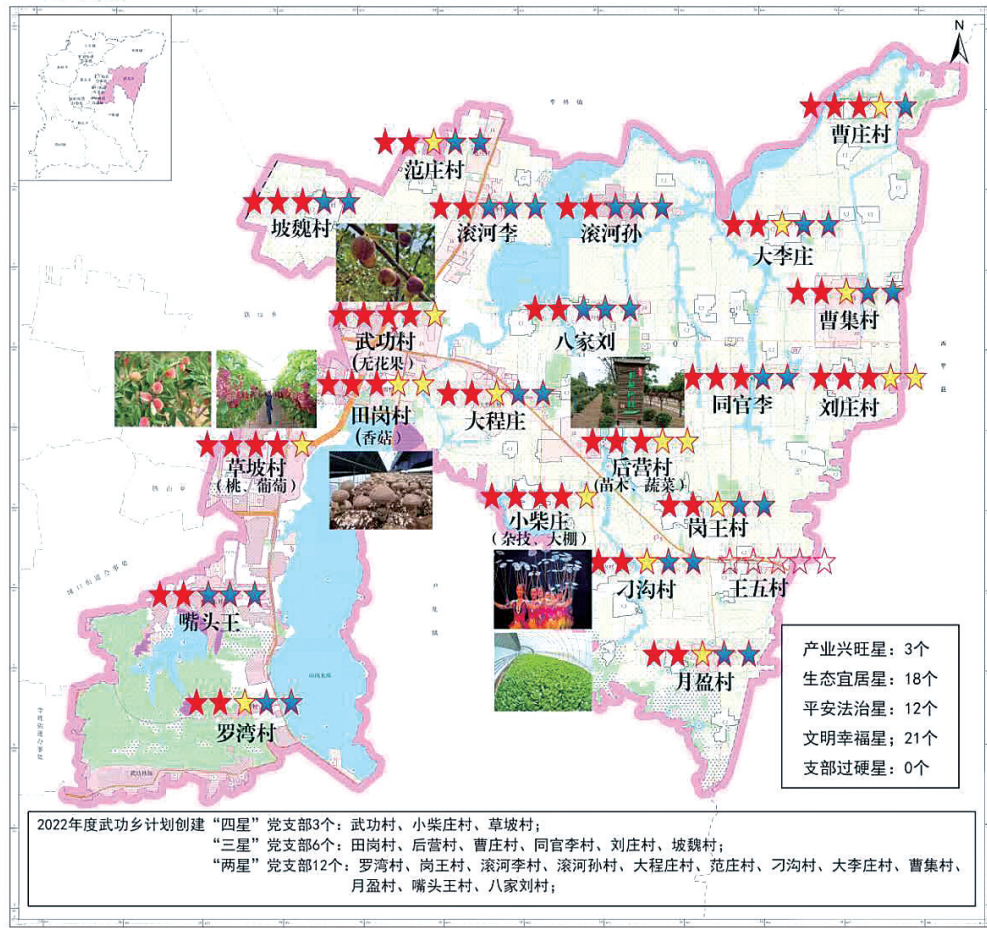 N
李林镇
曹庄村
范庄村
坡魏村
滚河李
滚河孙
大李庄
曹集村
武功村
(无花果)
八家刘
西平县
同官李
刘庄村
田岗村
(香菇)
大程庄
后营村
(苗木、蔬菜)
草坡村
(桃、葡萄)
小柴庄
(杂技、大棚)
岗王村
刁沟村
王五村
嘴头王
月盈村
罗湾村
产业兴旺星：3个
生态宜居星：18个
平安法治星：12个
文明幸福星；21个
支部过硬星：0个
2022年度武功乡计划创建“四星”党支部3个：武功村、小柴庄村、草坡村；
“三星”党支部6个：田岗村、后营村、曹庄村、同官李村、刘庄村、坡魏村；
“两星”党支部12个：罗湾村、岗王村、滚河李村、滚河孙村、大程庄村、范庄村、刁沟村、大李庄村、曹集村、
月盈村、嘴头王村、八家刘村；